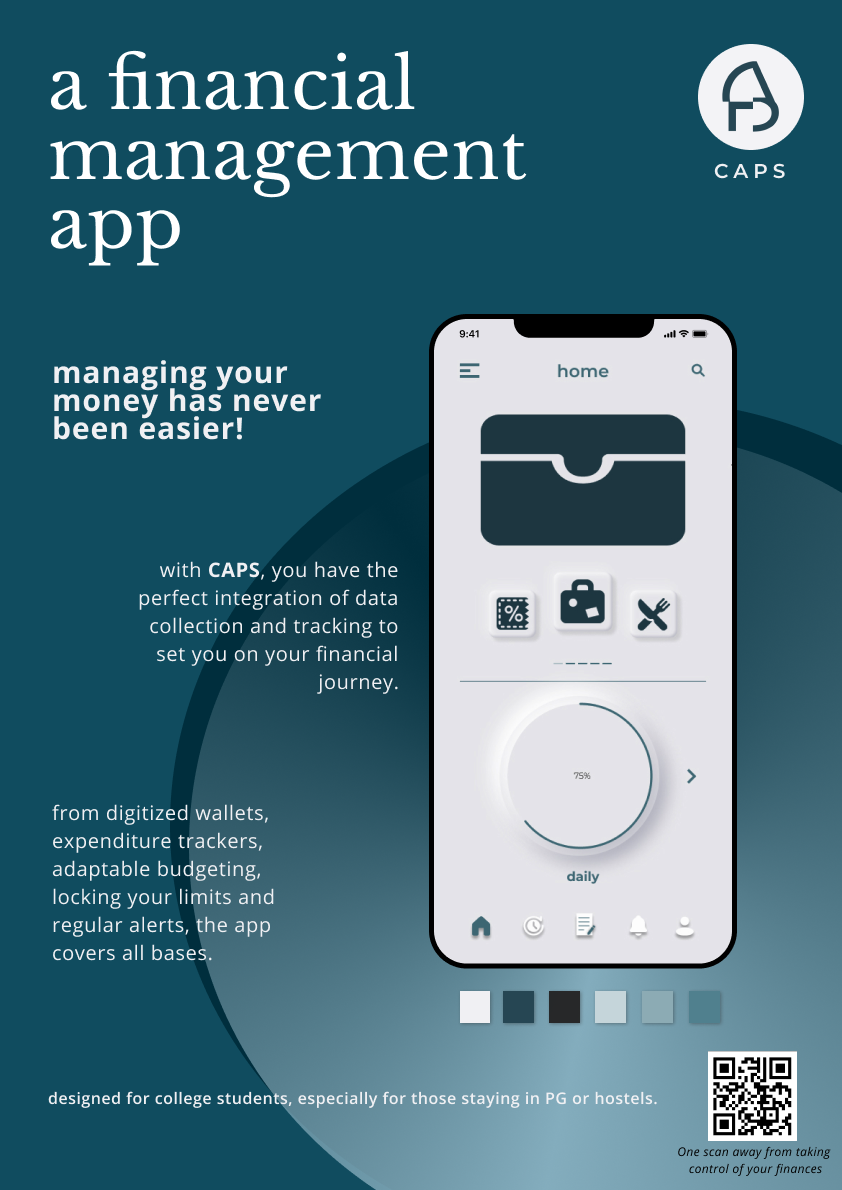 a financial
management
app
CAPS
managing your
money has never
been easier!
9:41
home
with CAPS, you have the
perfect integration of data
collection and tracking to
set you on your financial
journey.
%
75%
daily
from digitized wallets,
expenditure trackers,
adaptable budgeting,
locking your limits and
regular alerts, the app
covers all bases.
designed for college students, especially for those staying in PG or hostels.
One scan away from taking
control of your finances